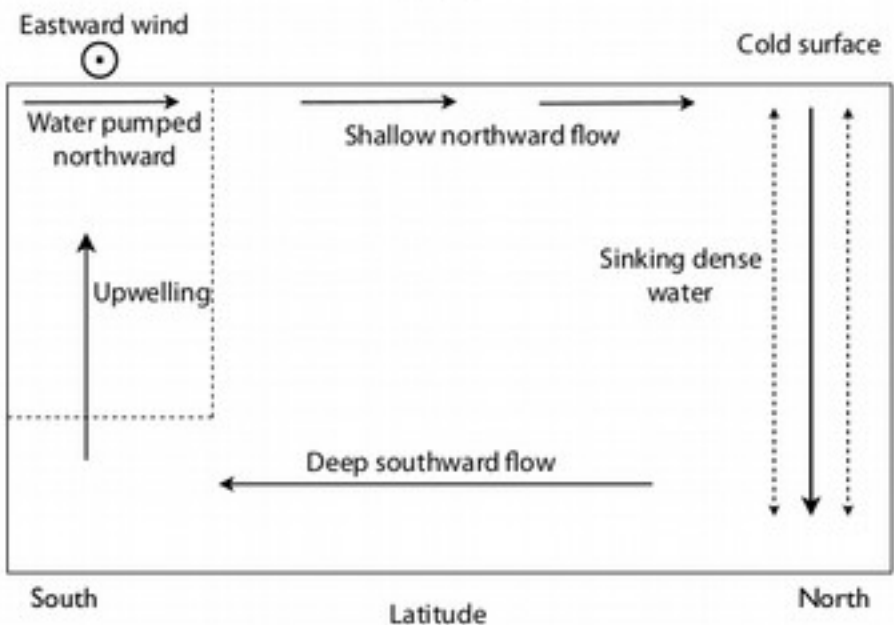 Eastward wind
Cold surface
Water pumped
northward
Shallow northward flow
Upwelling
Sinking dense
water
Deep southward flow
South
Latitude
North